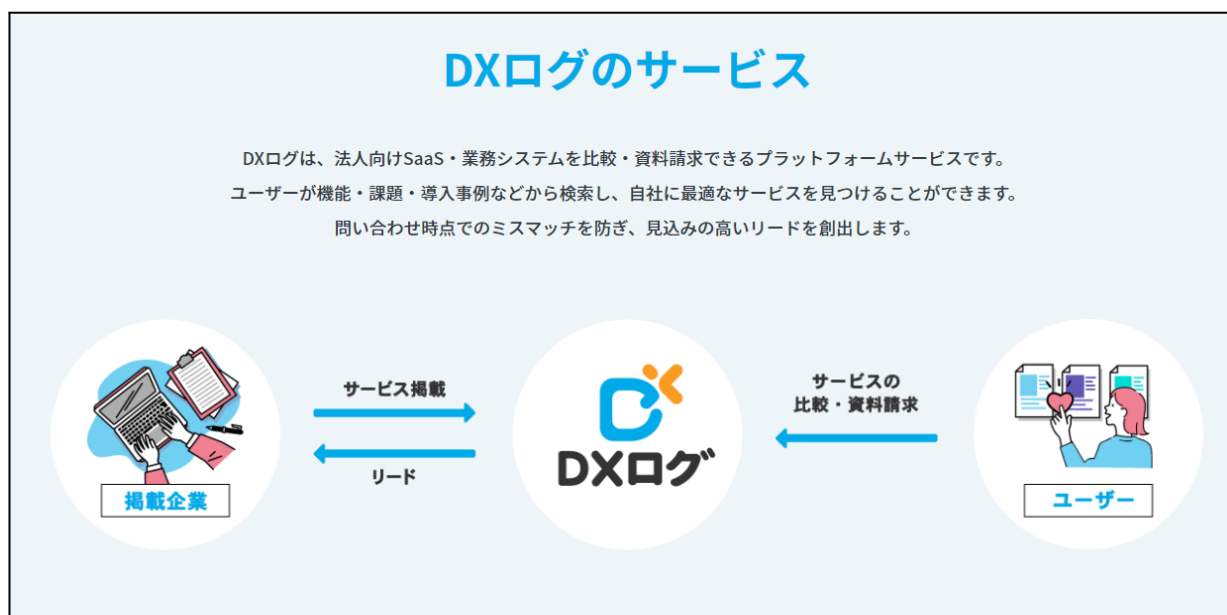 DXログのサービス
DXログは、法人向けSaaS・業務システムを比較・資料請求できるプラットフォームサービスです。
ユーザーが機能・課題・導入事例などから検索し、自社に最適なサービスを見つけることができます。
問い合わせ時点でのミスマッチを防ぎ、見込みの高いリードを創出します。
サービス掲載
リード
掲載企業
DXログ
サービスの
比較・資料請求
ユーザー